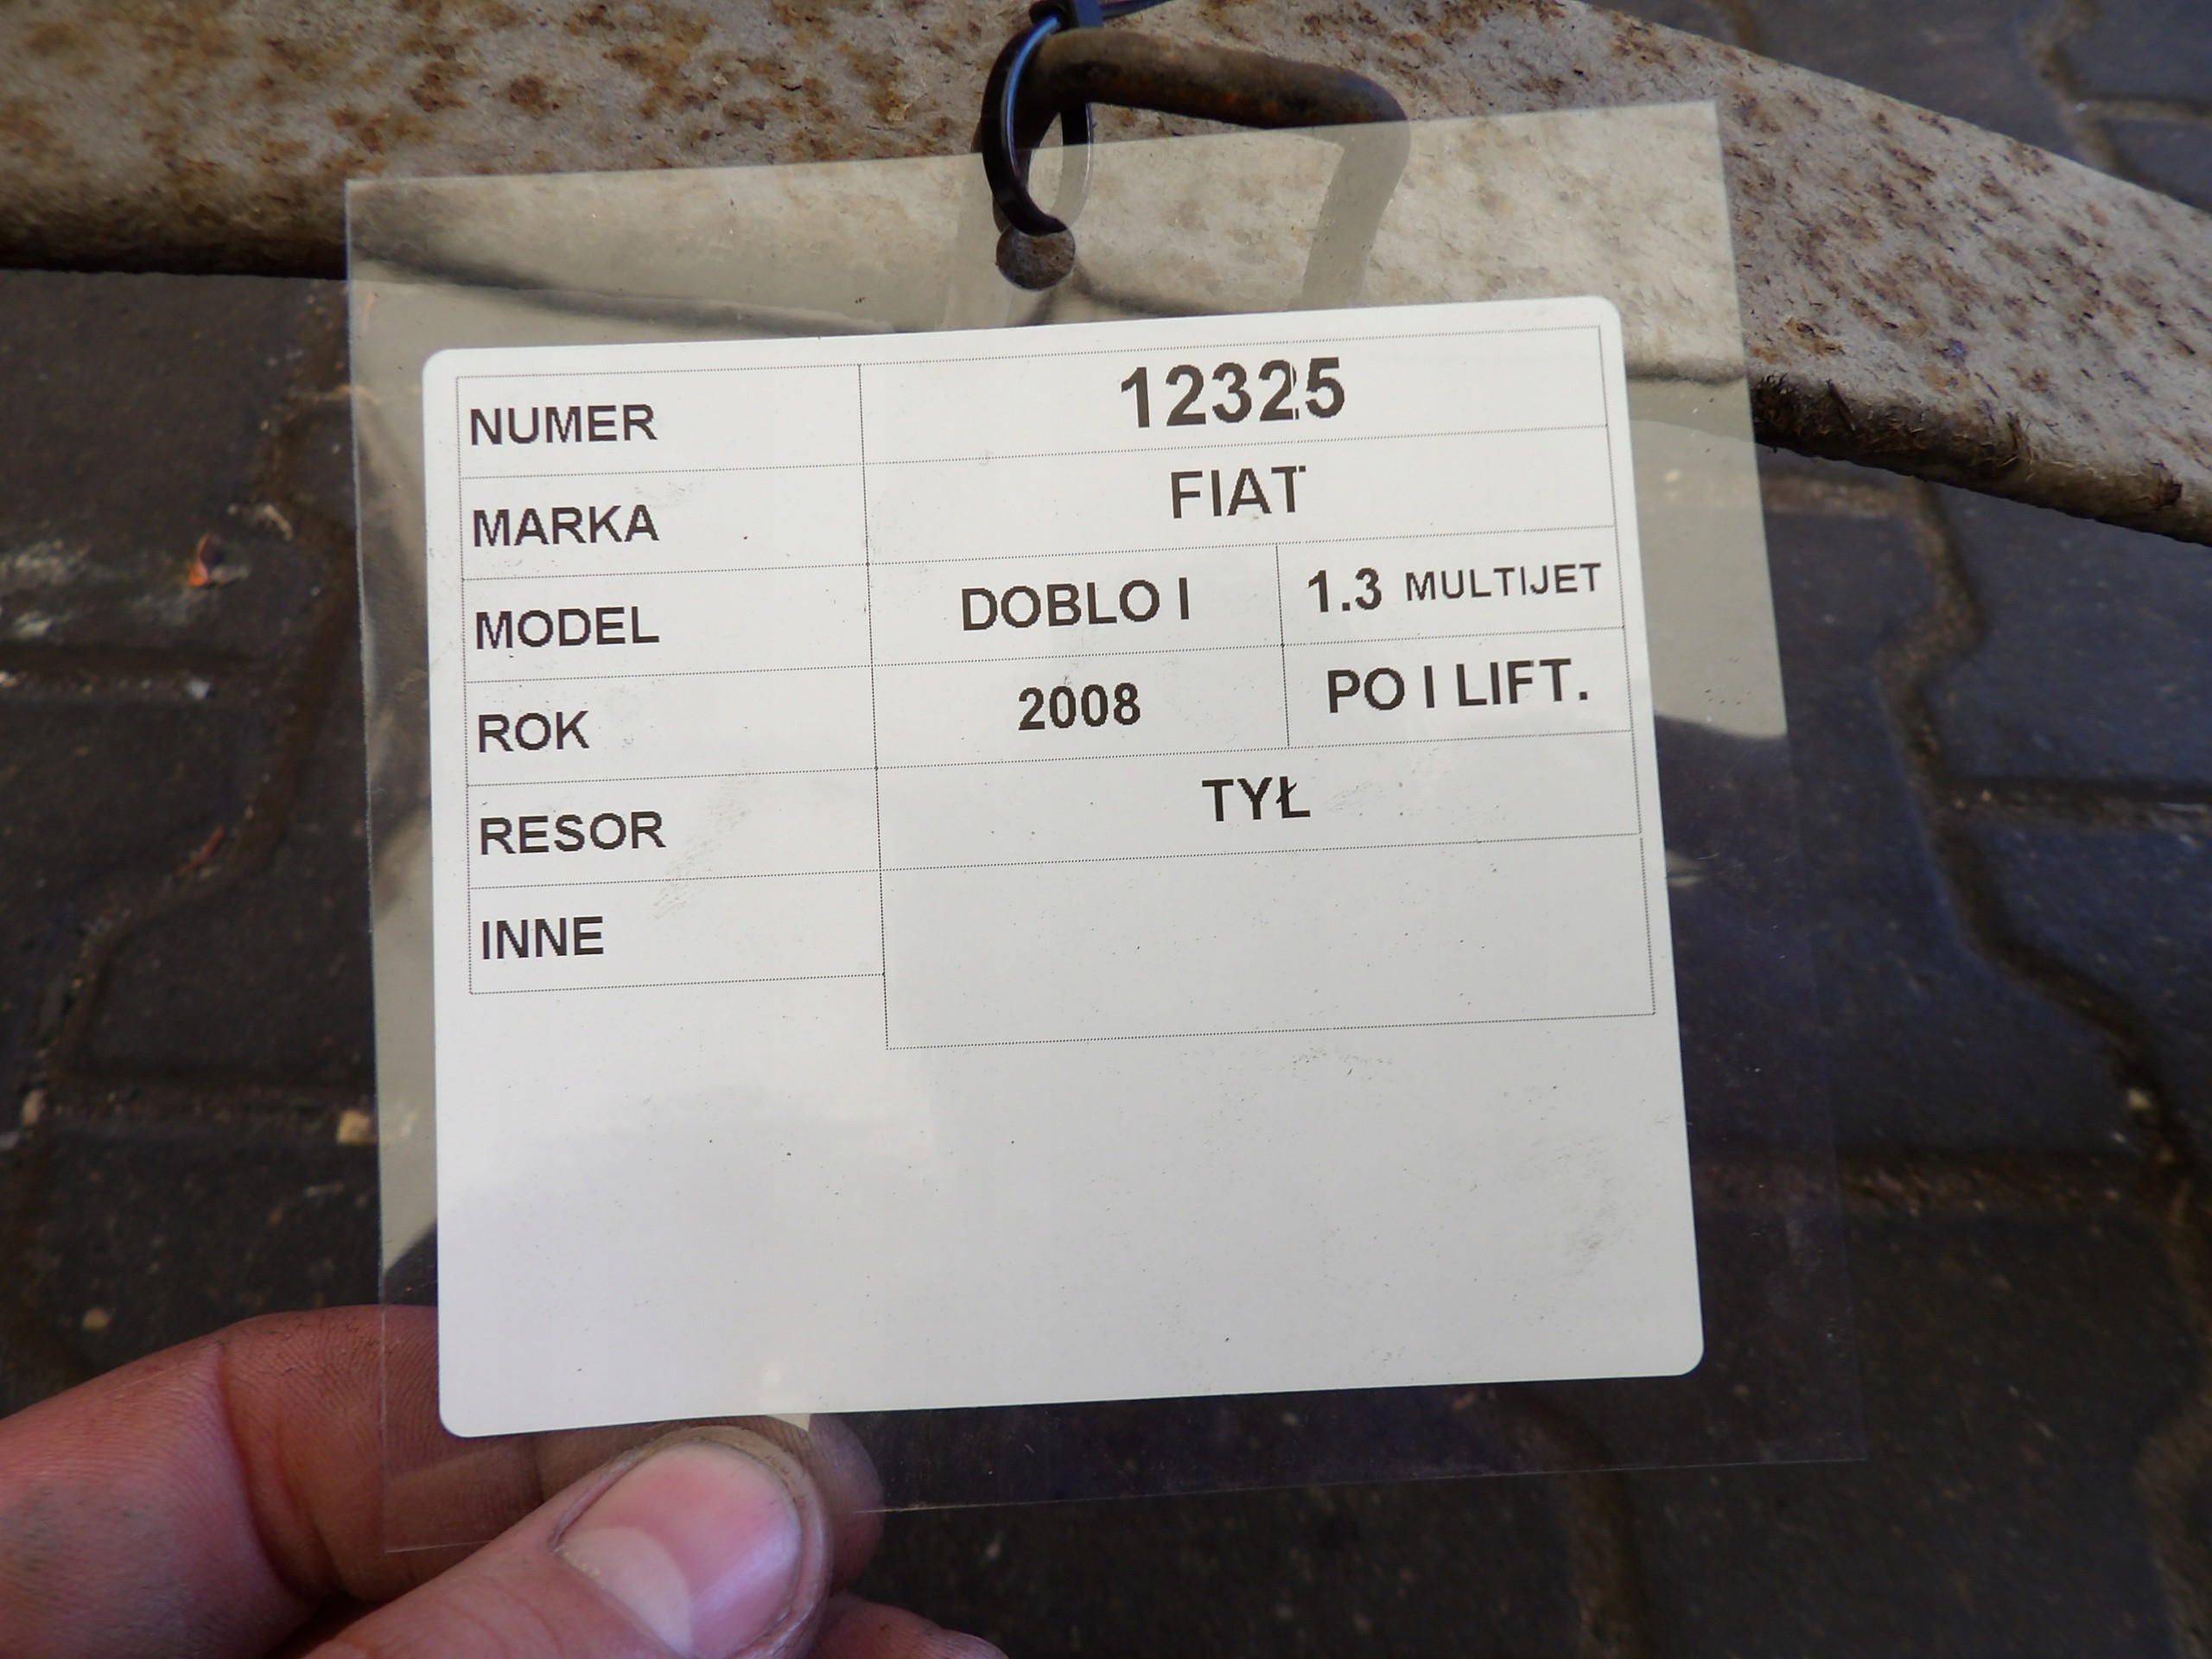 NUMER 12325
MARKA FIAT
MODEL DOBLO I 1.3 MULTIJET
ROK 2008 PO I LIFT.
RESOR TYŁ
INNE